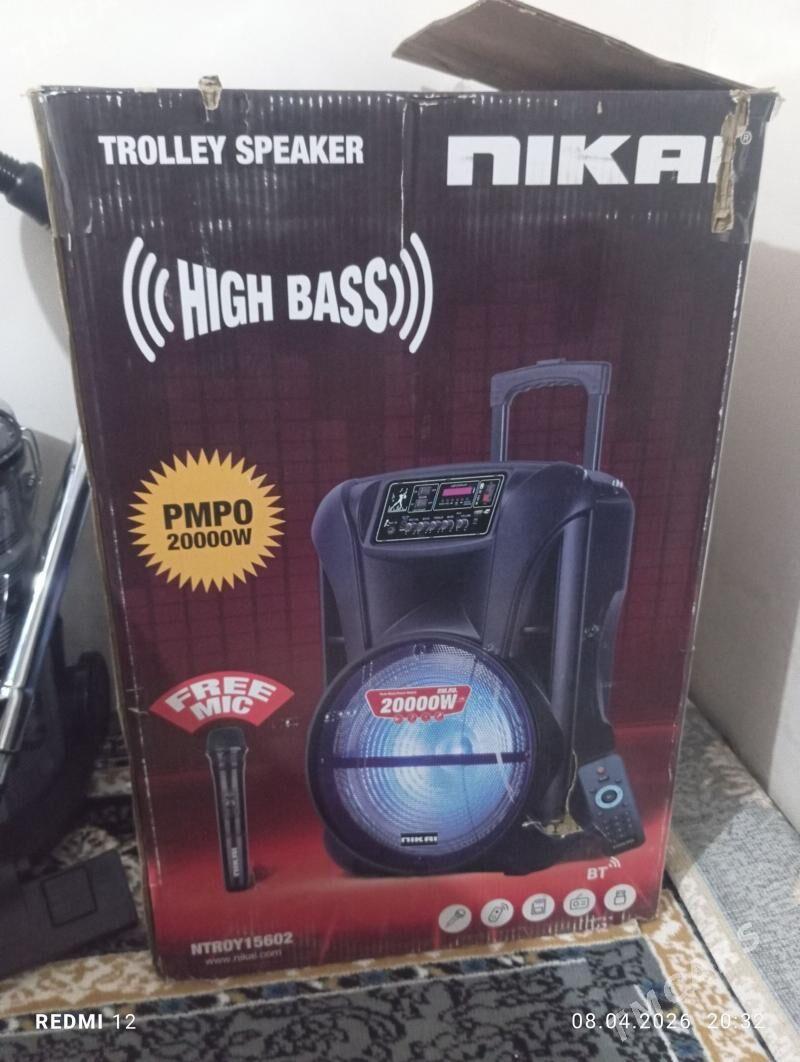 TROLLEY SPEAKER
NIKAI®
HIGH BASS
PMPO
20000W
FREE
MIC
20000W
NIKAI
BT
NTROY15602
www.nikai.com
REDMI 12
08.04.2026 20:32